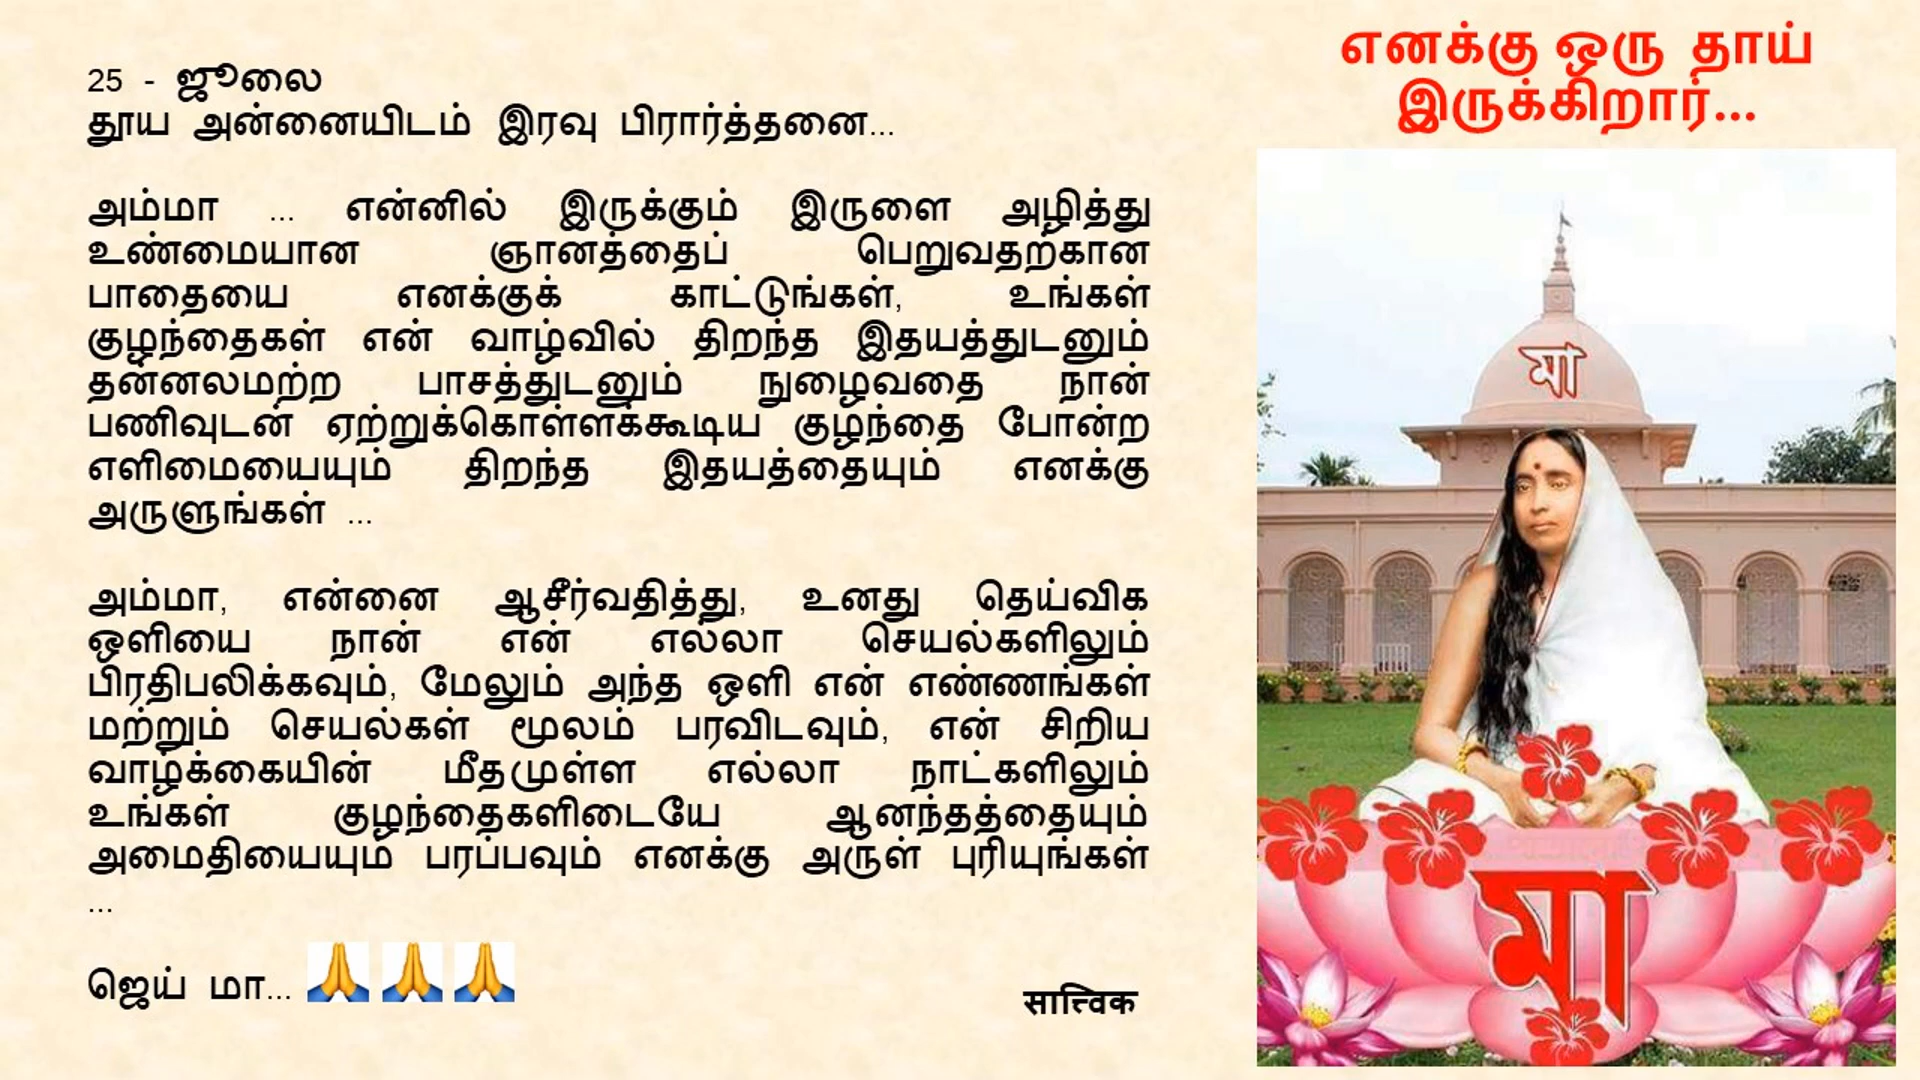 எனக்கு ஒரு தாய்
இருக்கிறார்...
25 - ஜூலை
தூய அன்னையிடம் இரவு பிரார்த்தனை...
அம்மா ... என்னில் இருக்கும் இருளை அழித்து
உண்மையான ஞானத்தைப் பெறுவதற்கான
பாதையை எனக்குக் காட்டுங்கள், உங்கள்
குழந்தைகள் என் வாழ்வில் திறந்த இதயத்துடனும்
தன்னலமற்ற பாசத்துடனும் நுழைவதை நான்
பணிவுடன் ஏற்றுக்கொள்ளக்கூடிய குழந்தை போன்ற
எளிமையையும் திறந்த இதயத்தையும் எனக்கு
அருளுங்கள் ...
அம்மா, என்னை ஆசீர்வதித்து, உனது தெய்விக
ஒளியை நான் என் எல்லா செயல்களிலும்
பிரதிபலிக்கவும், மேலும் அந்த ஒளி என் எண்ணங்கள்
மற்றும் செயல்கள் மூலம் பரவிடவும், என் சிறிய
வாழ்க்கையின் மீதமுள்ள எல்லா நாட்களிலும்
உங்கள் குழந்தைகளிடையே ஆனந்தத்தையும்
அமைதியையும் பரப்பவும் எனக்கு அருள் புரியுங்கள்
...
ஜெய் மா... 🙏 🙏 🙏
सात्त्विक
মা
মা